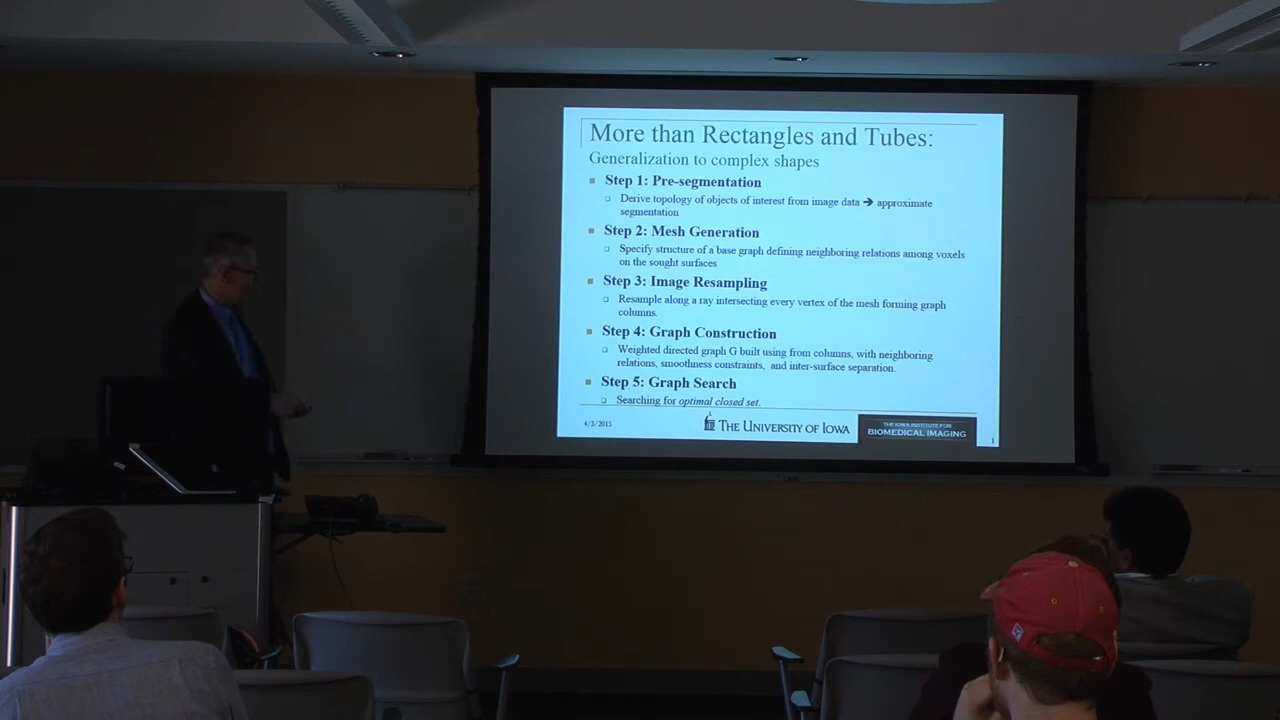 More than Rectangles and Tubes:
Generalization to complex shapes
Step 1: Pre-segmentation
Derive topology of objects of interest from image data ➔ approximate
segmentation
Step 2: Mesh Generation
Specify structure of a base graph defining neighboring relations among voxels
on the sought surfaces
Step 3: Image Resampling
Resample along a ray intersecting every vertex of the mesh forming graph
columns.
Step 4: Graph Construction
Weighted directed graph G built using from columns, with neighboring
relations, smoothness constraints, and inter-surface separation.
Step 5: Graph Search
Searching for optimal closed set.
4/3/2015
THE UNIVERSITY OF IOWA
THE IOWA INSTITUTE FOR
BIOMEDICAL IMAGING
1